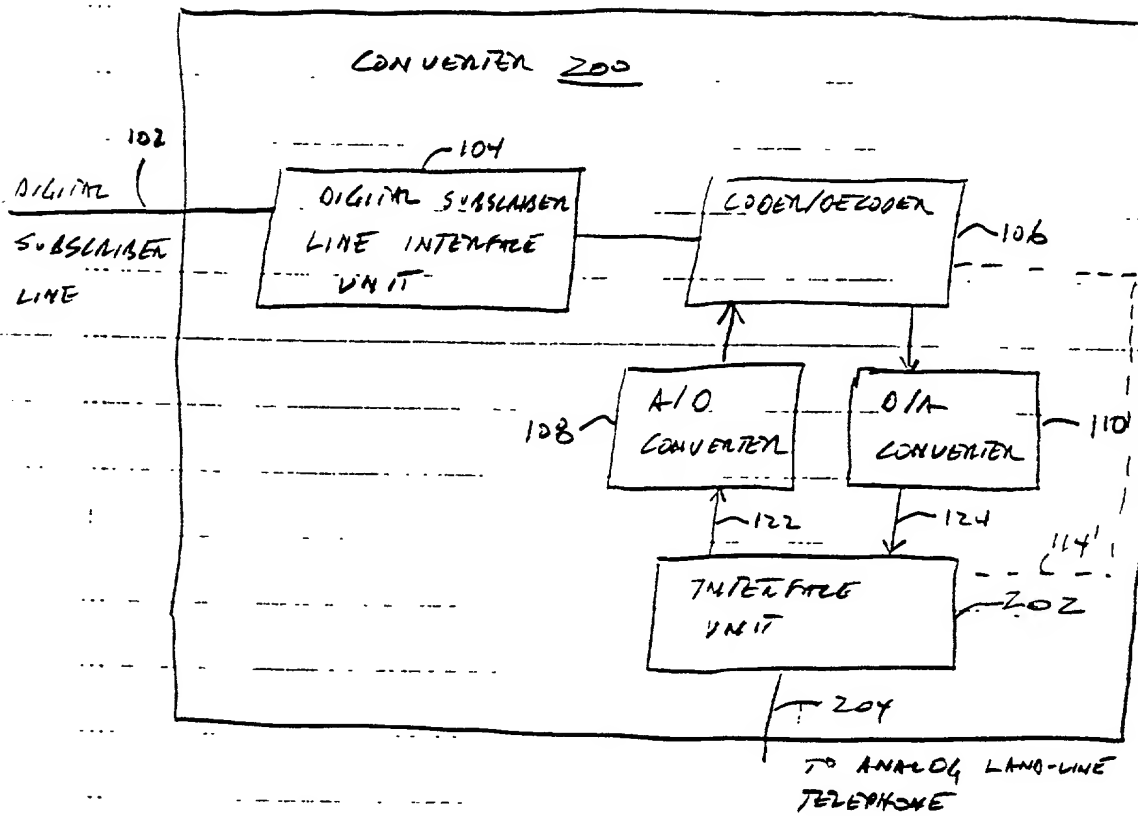 CONVERTER 200
102
DIGITAL
SUBSCRIBER
LINE
104
DIGITAL SUBSCRIBER
LINE INTERFACE
UNIT
CODER/DECODER
106
108
A/D
CONVERTER
D/A
CONVERTER
110
122
124
114'
INTERFACE
UNIT
202
204
TO ANALOG LAND-LINE
TELEPHONE